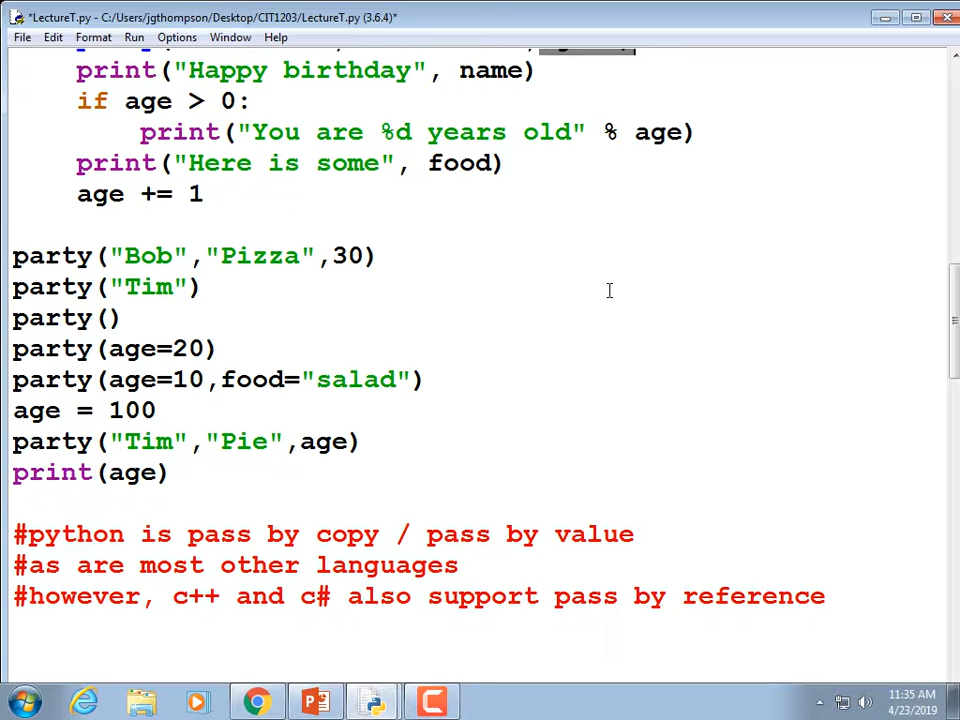 *LectureT.py - C:/Users/jgthompson/Desktop/CIT1203/LectureT.py (3.6.4)*
File Edit Format Run Options Window Help
    print("Happy birthday", name)
    if age > 0:
        print("You are %d years old" % age)
    print("Here is some", food)
    age += 1
party("Bob","Pizza",30)
party("Tim")
party()
party(age=20)
party(age=10,food="salad")
age = 100
party("Tim","Pie",age)
print(age)
#python is pass by copy / pass by value
#as are most other languages
#however, c++ and c# also support pass by reference
11:35 AM
4/23/2019